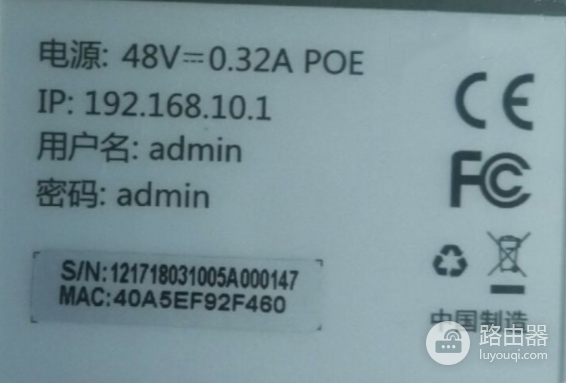 电源: 48V⎓0.32A POE
IP: 192.168.10.1
用户名: admin
密码: admin
CE
FC
S/N:121718031005A000147
MAC:40A5EF92F460
中国制造
路由器
luyouqi.com